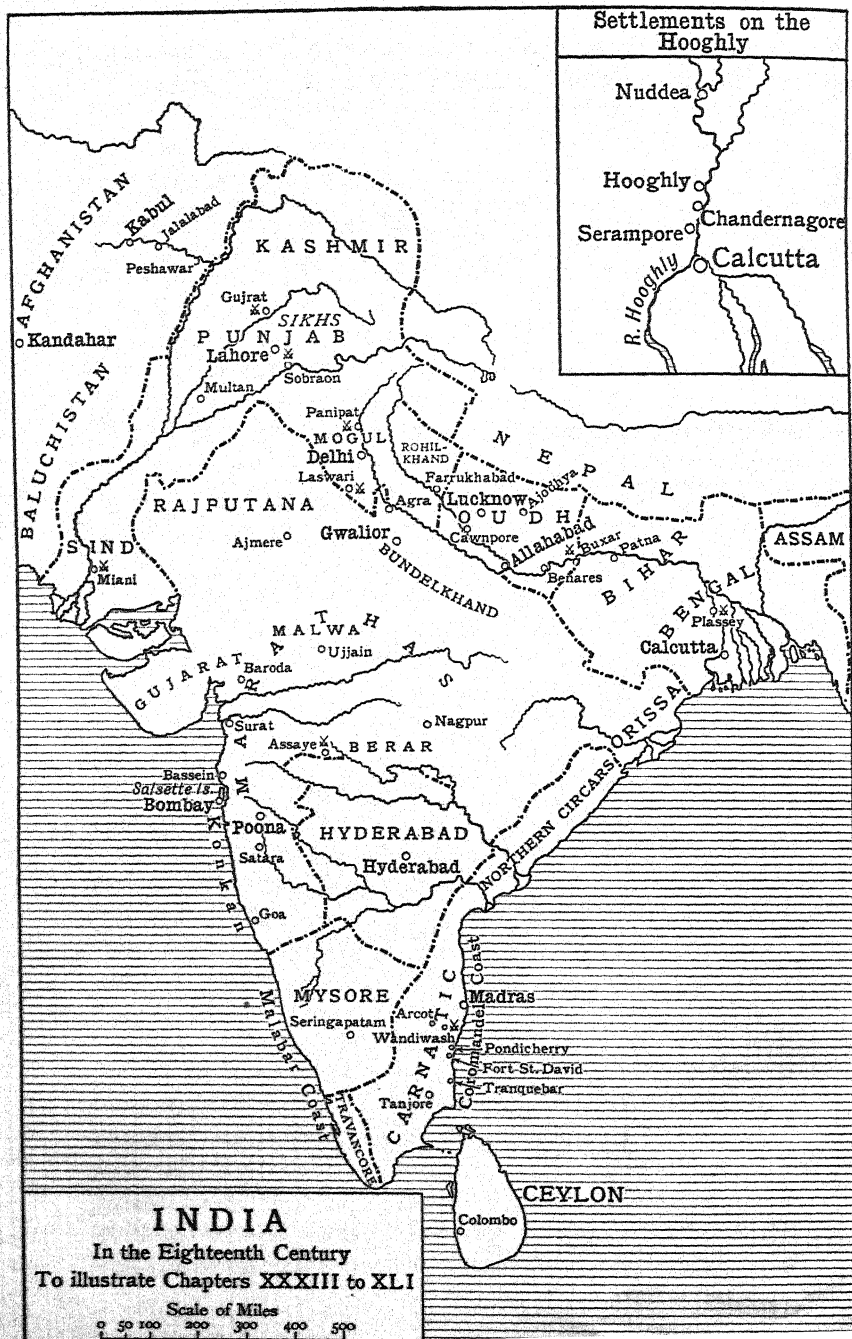 Settlements on the
Hooghly
Nuddea
Hooghly
Chandernagore
Serampore
Calcutta
R. Hooghly
AFGHANISTAN
Kabul
Jalalabad
Peshawar
KASHMIR
Gujrat
SIKHS
PUNJAB
Kandahar
Lahore
Sobraon
Multan
BALUCHISTAN
Panipat
MOGUL
Delhi
ROHIL-
KHAND
NEPAL
Laswari
Farrukhabad
RAJPUTANA
Agra
Lucknow
Ajodhya
OUDH
Ajmere
Gwalior
Cawnpore
Allahabad
Buxar
Patna
Benares
ASSAM
SIND
Miani
BUNDELKHAND
BIHAR
BENGAL
Plassey
Calcutta
MARATHAS
MALWA
Ujjain
GUJARAT
Baroda
Surat
Nagpur
ORISSA
Assaye
BERAR
Bassein
Salsette Is.
Bombay
Konkan
Poona
Satara
HYDERABAD
Hyderabad
NORTHERN CIRCARS
Goa
MYSORE
Seringapatam
Malabar Coast
CARNATIC
Coromandel Coast
Madras
Arcot
Wandiwash
Pondicherry
Fort St. David
Tranquebar
Tanjore
TRAVANCORE
CEYLON
Colombo
INDIA
In the Eighteenth Century
To illustrate Chapters XXXIII to XLI
Scale of Miles
0 50 100 200 300 400 500